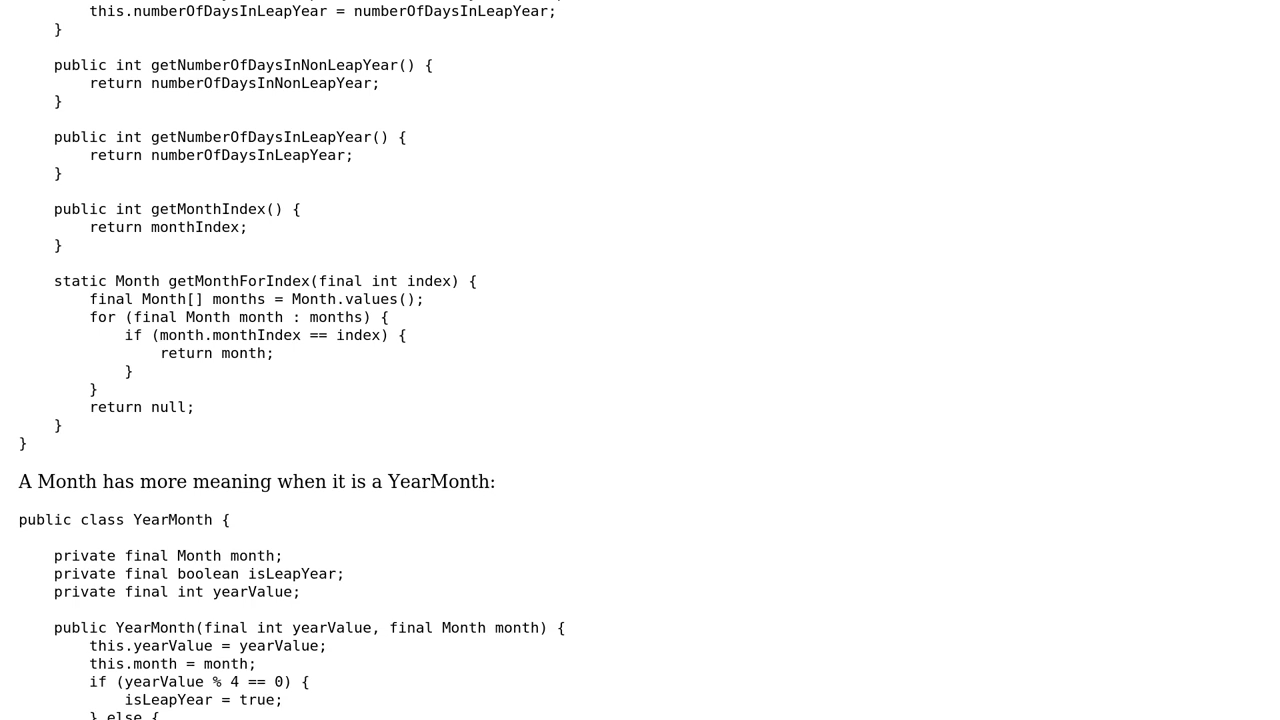 this.numberOfDaysInLeapYear = numberOfDaysInLeapYear;
}
public int getNumberOfDaysInNonLeapYear() {
return numberOfDaysInNonLeapYear;
}
public int getNumberOfDaysInLeapYear() {
return numberOfDaysInLeapYear;
}
public int getMonthIndex() {
return monthIndex;
}
static Month getMonthForIndex(final int index) {
final Month[] months = Month.values();
for (final Month month : months) {
if (month.monthIndex == index) {
return month;
}
}
return null;
}
}
A Month has more meaning when it is a YearMonth:
public class YearMonth {
private final Month month;
private final boolean isLeapYear;
private final int yearValue;
public YearMonth(final int yearValue, final Month month) {
this.yearValue = yearValue;
this.month = month;
if (yearValue % 4 == 0) {
isLeapYear = true;
} else {